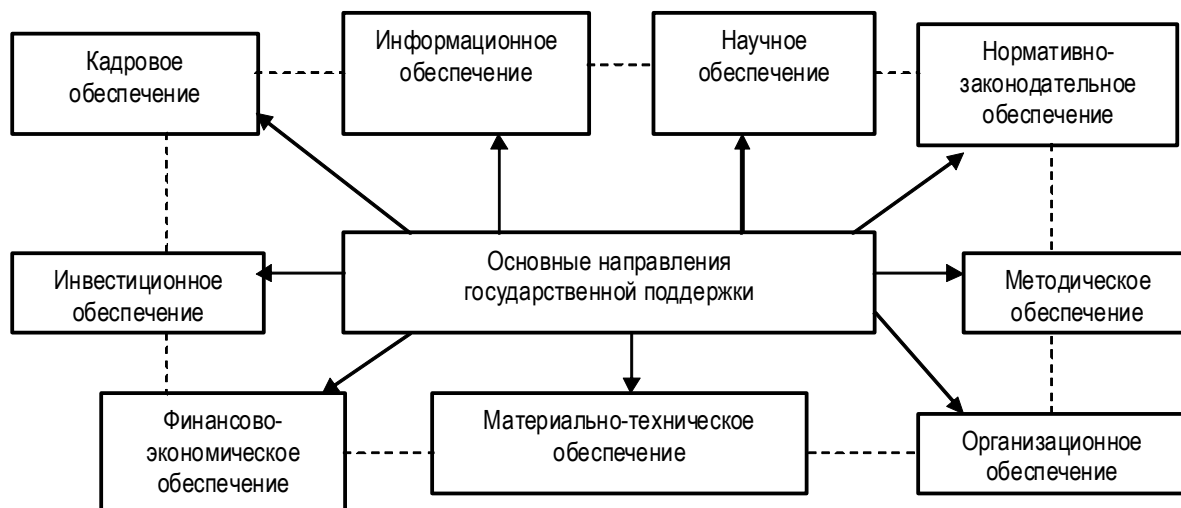 Кадровое
обеспечение
Информационное
обеспечение
Научное
обеспечение
Нормативно-
законодательное
обеспечение
Инвестиционное
обеспечение
Основные направления
государственной поддержки
Методическое
обеспечение
Финансово-
экономическое
обеспечение
Материально-техническое
обеспечение
Организационное
обеспечение